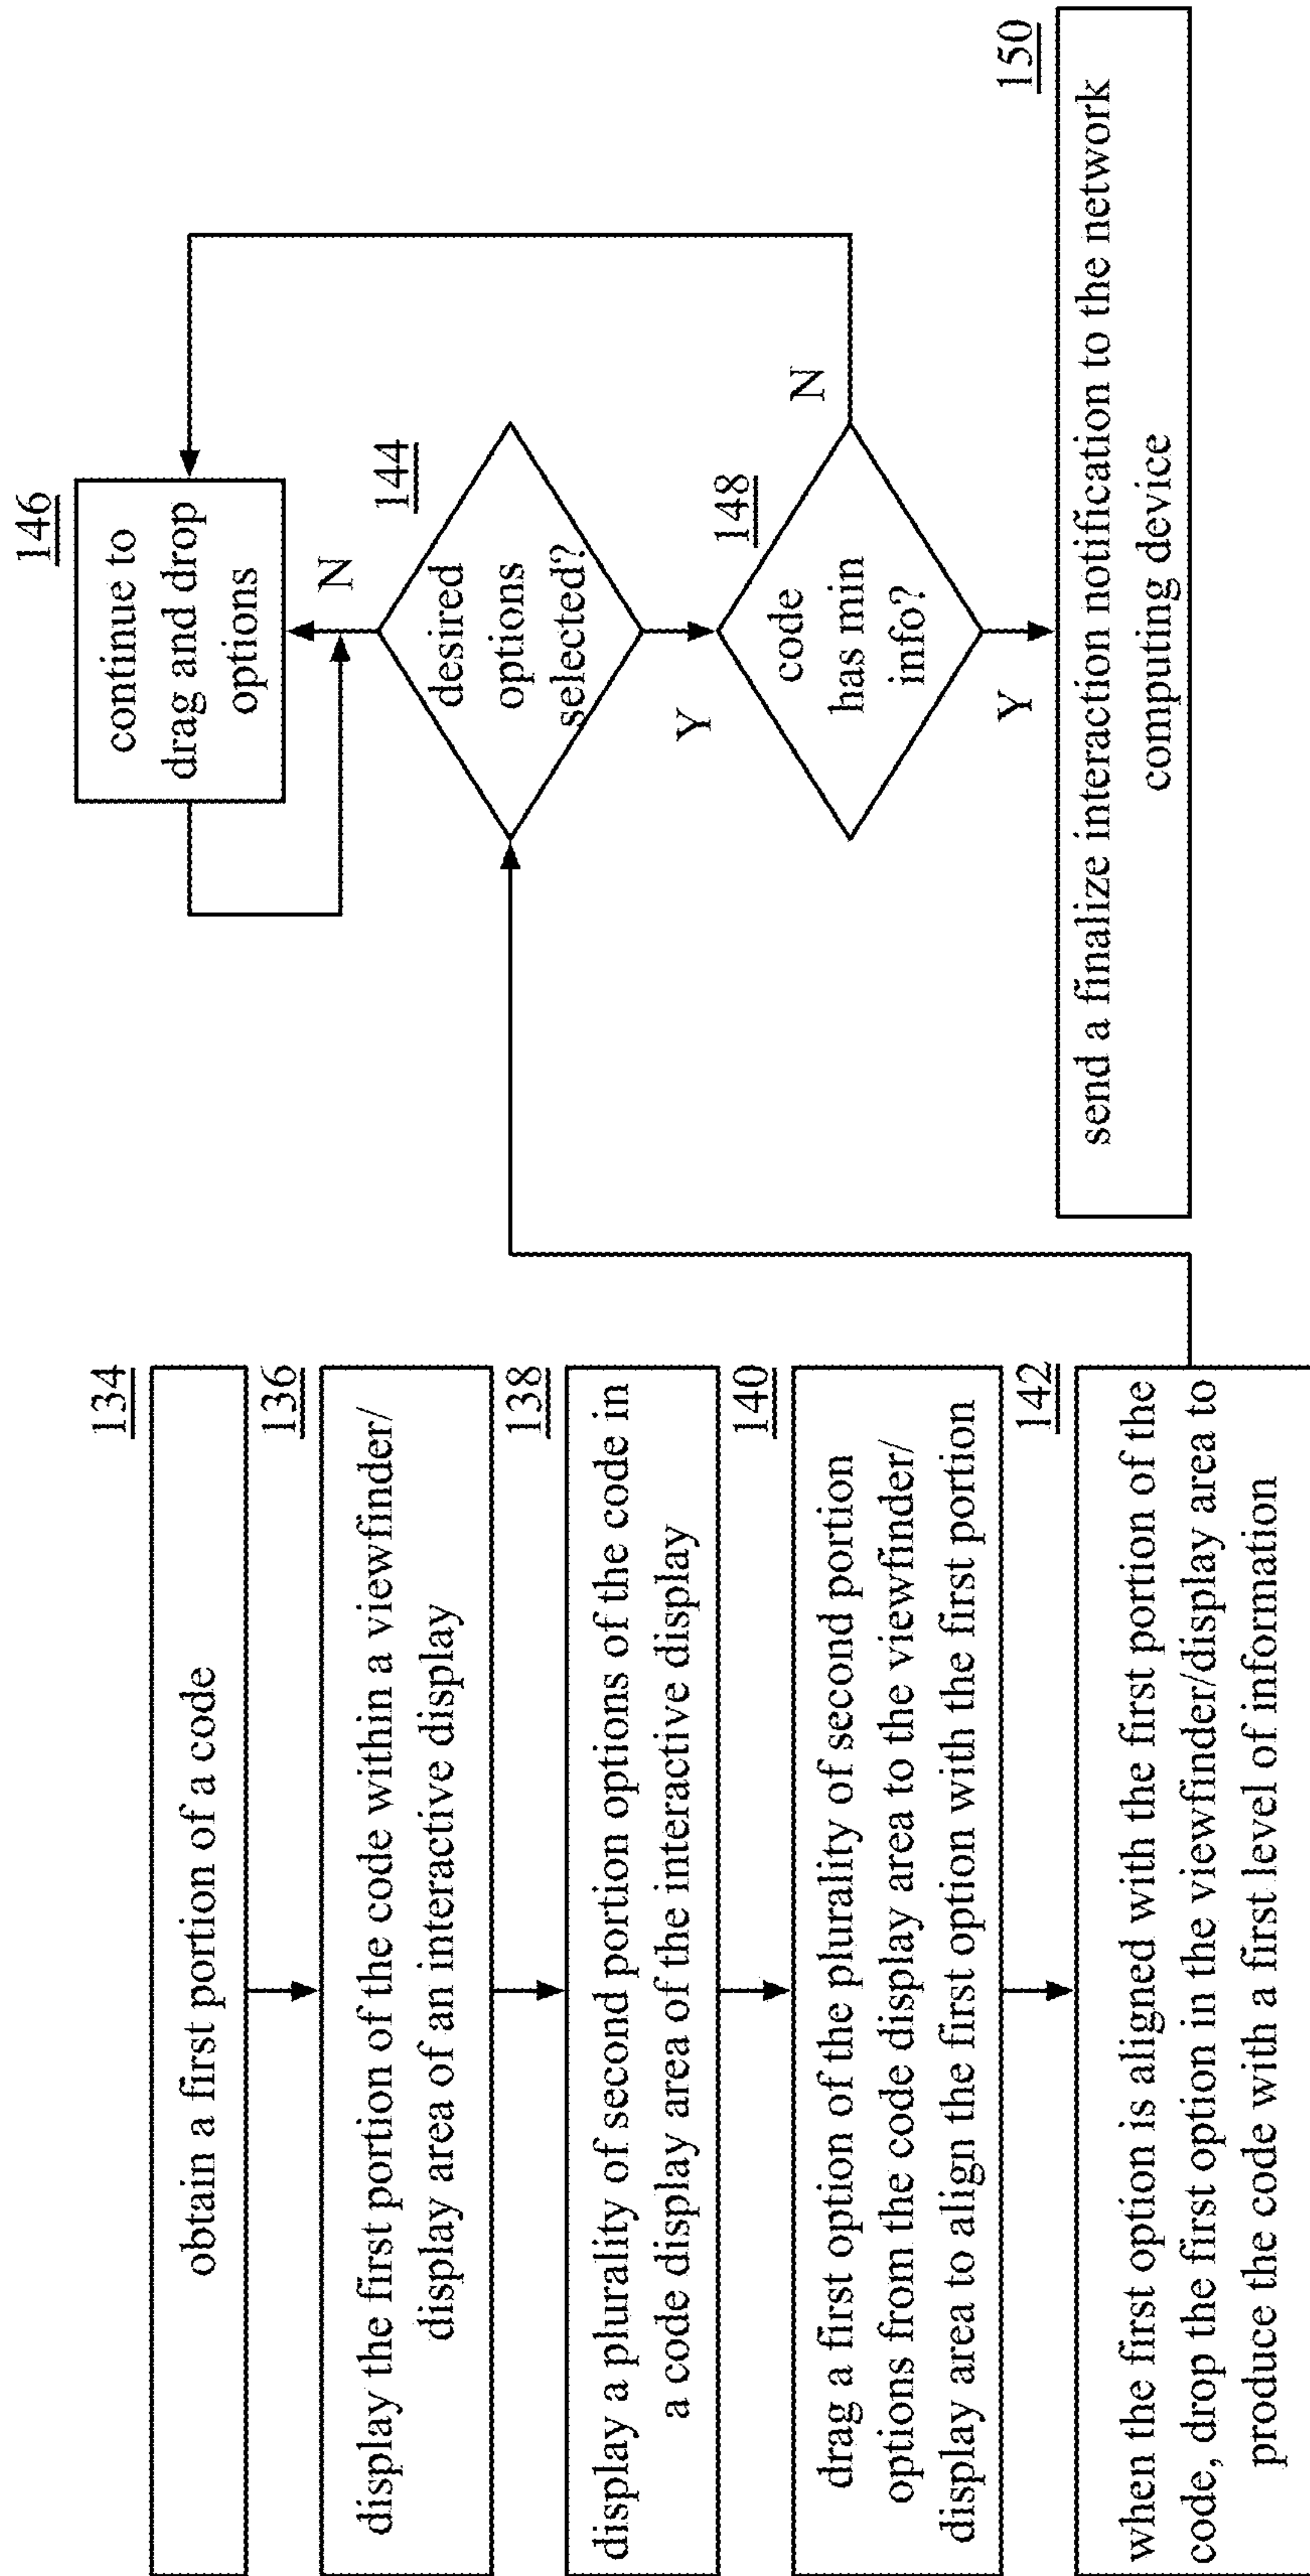 134
obtain a first portion of a code
136
display the first portion of the code within a viewfinder/
display area of an interactive display
138
display a plurality of second portion options of the code in
a code display area of the interactive display
140
drag a first option of the plurality of second portion
options from the code display area to the viewfinder/
display area to align the first option with the first portion
142
when the first option is aligned with the first portion of the
code, drop the first option in the viewfinder/display area to
produce the code with a first level of information
146
continue to
drag and drop
options
N
144
desired
options
selected?
Y
148
code
has min
info?
N
Y
150
send a finalize interaction notification to the network
computing device